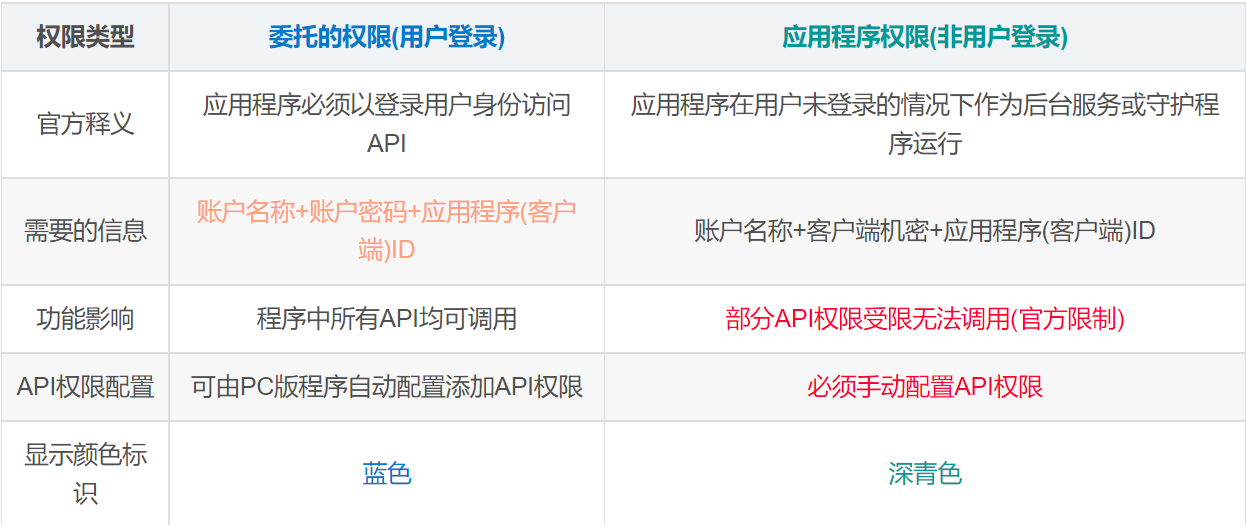 权限类型
委托的权限(用户登录)
应用程序权限(非用户登录)
官方释义
应用程序必须以登录用户身份访问
API
应用程序在用户未登录的情况下作为后台服务或守护程
序运行
需要的信息
账户名称+账户密码+应用程序(客户
端)ID
账户名称+客户端机密+应用程序(客户端)ID
功能影响
程序中所有API均可调用
部分API权限受限无法调用(官方限制)
API权限配置
可由PC版程序自动配置添加API权限
必须手动配置API权限
显示颜色标
识
蓝色
深青色